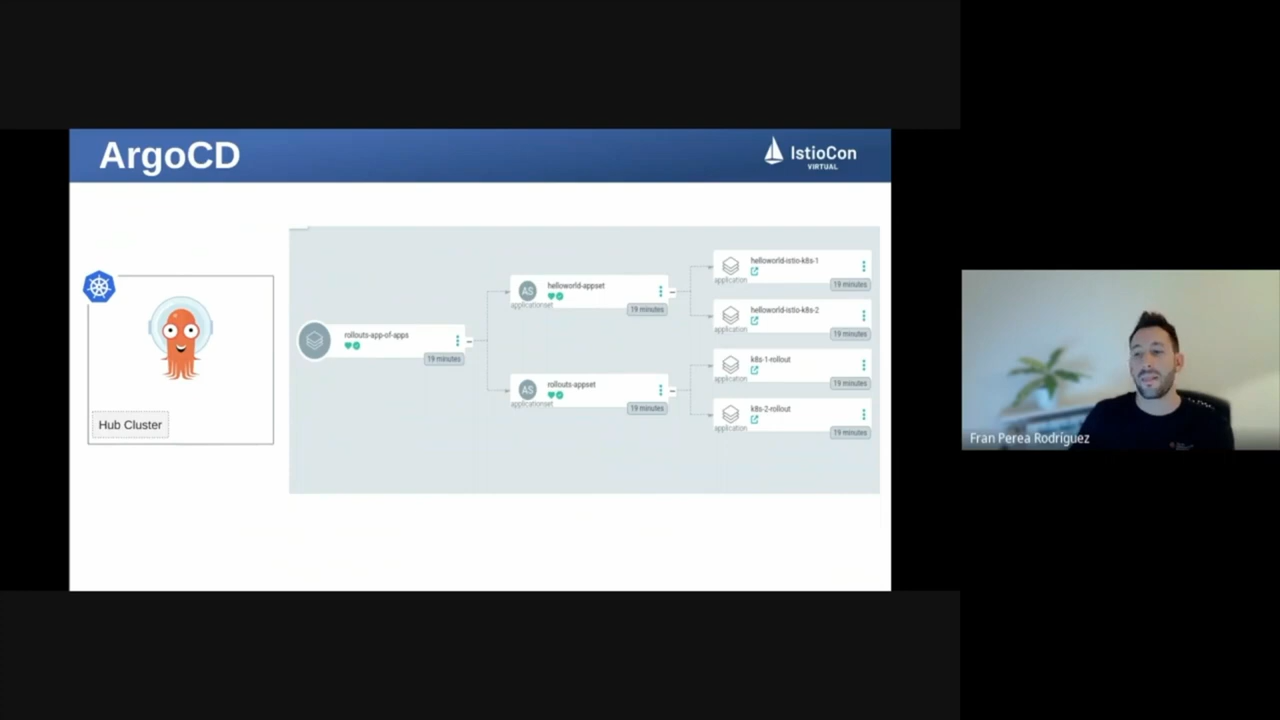 ArgoCD
IstioCon
VIRTUAL
Hub Cluster
rollouts-app-of-apps
19 minutes
AS
helloworld-appset
applicationset
19 minutes
AS
rollouts-appset
applicationset
19 minutes
helloworld-istio-k8s-1
application
19 minutes
helloworld-istio-k8s-2
application
19 minutes
k8s-1-rollout
application
19 minutes
k8s-2-rollout
application
19 minutes
Fran Perea Rodríguez